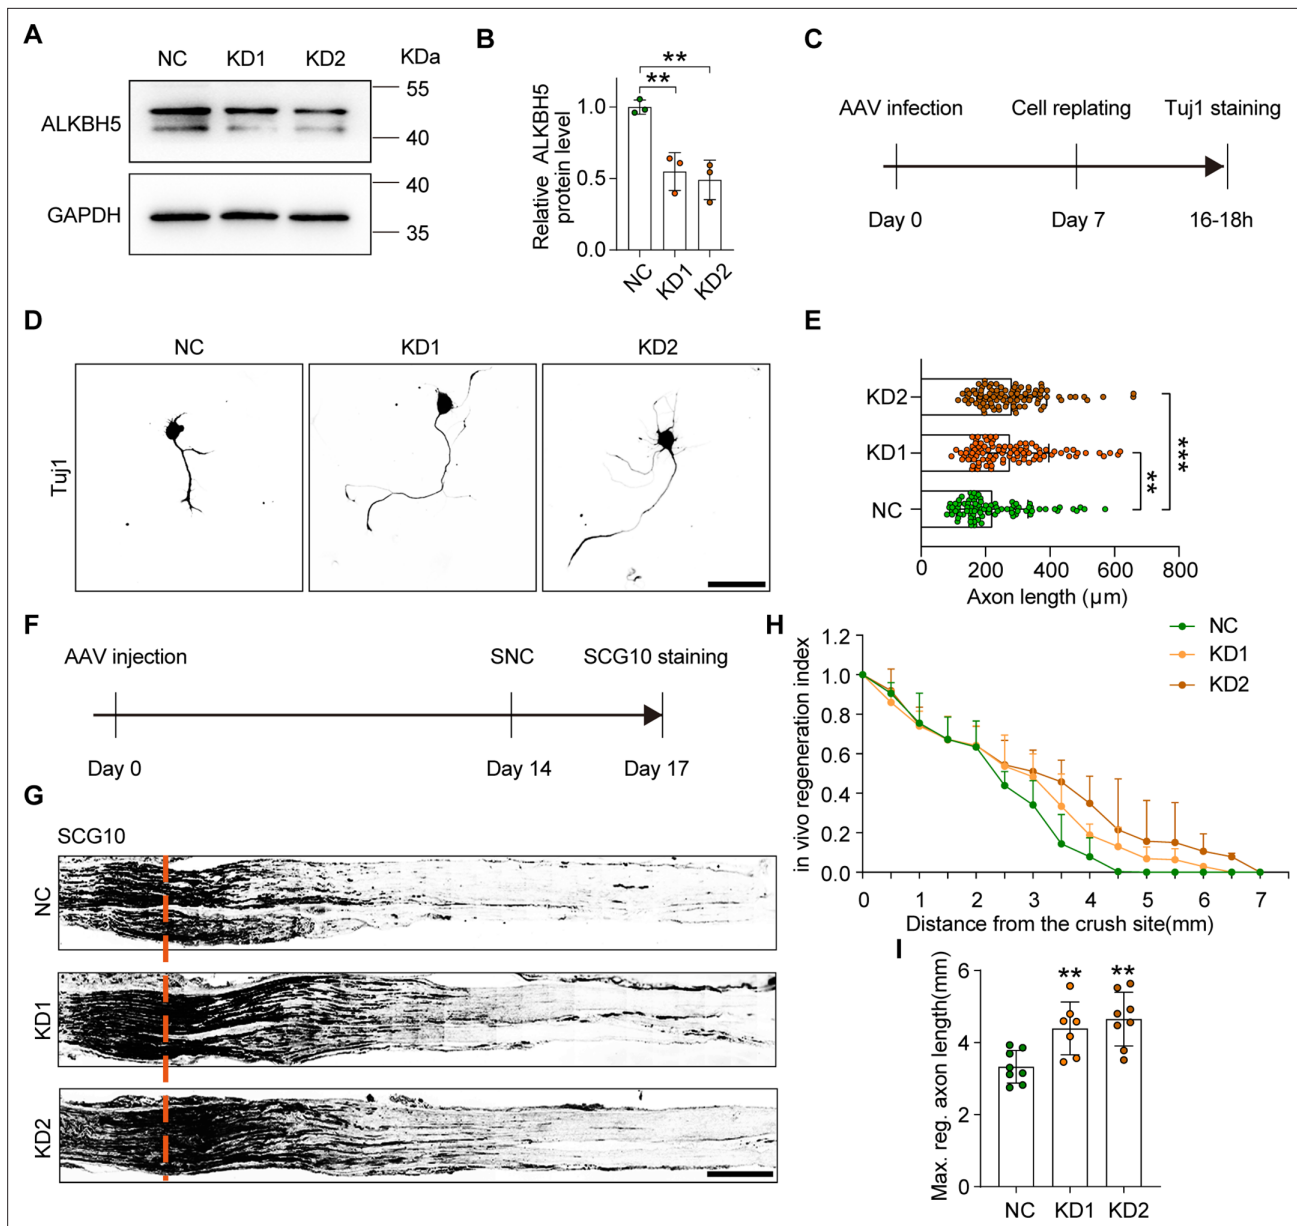 A
NC KD1 KD2 KDa
ALKBH5
55
40
GAPDH
40
35
B
** 
**
Relative ALKBH5
protein level
1.0
0.5
0.0
NC KD1 KD2
C
AAV infection Cell replating Tuj1 staining
Day 0 Day 7 16-18h
D
NC KD1 KD2
Tuj1
E
KD2
KD1
NC
***
**
0 200 400 600 800
Axon length (µm)
F
AAV injection SNC SCG10 staining
Day 0 Day 14 Day 17
G
SCG10
NC
KD1
KD2
H
NC
KD1
KD2
in vivo regeneration index
1.2
1.0
0.8
0.6
0.4
0.2
0.0
0 1 2 3 4 5 6 7
Distance from the crush site(mm)
I
** **
Max. reg. axon length(mm)
6
4
2
0
NC KD1 KD2